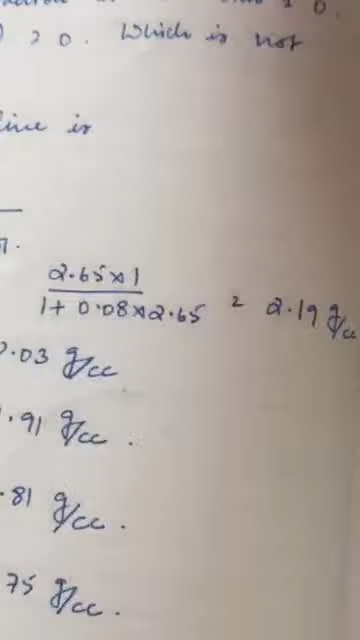 > 0. Which is not
line is
2.65 x 1
1 + 0.08 x 2.65 = 2.19 g/cc
.03 g/cc
.91 g/cc.
.81 g/cc.
75 g/cc.